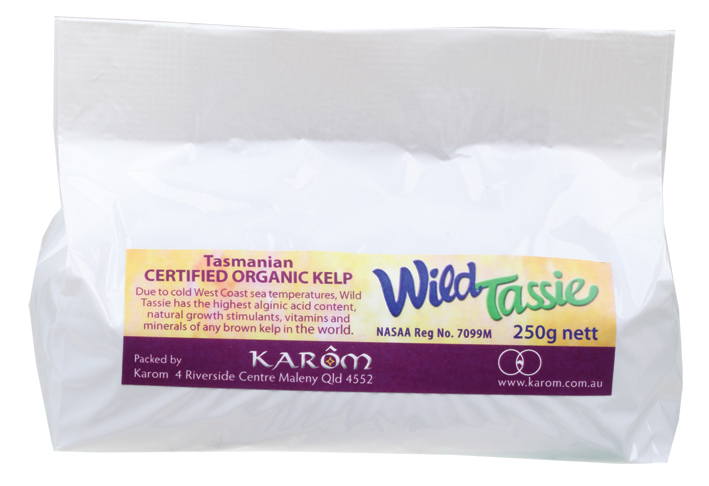 Tasmanian
CERTIFIED ORGANIC KELP
Due to cold West Coast sea temperatures, Wild
Tassie has the highest alginic acid content,
natural growth stimulants, vitamins and
minerals of any brown kelp in the world.
Wild Tassie
NASAA Reg No. 7099M 250g nett
Packed by
KARÔM
Karom 4 Riverside Centre Maleny Qld 4552
www.karom.com.au